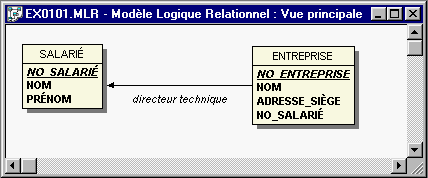 EX0101.MLR - Modèle Logique Relationnel : Vue principale
SALARIÉ
NO_SALARIÉ
NOM
PRÉNOM
directeur technique
ENTREPRISE
NO_ENTREPRISE
NOM
ADRESSE_SIÈGE
NO_SALARIÉ